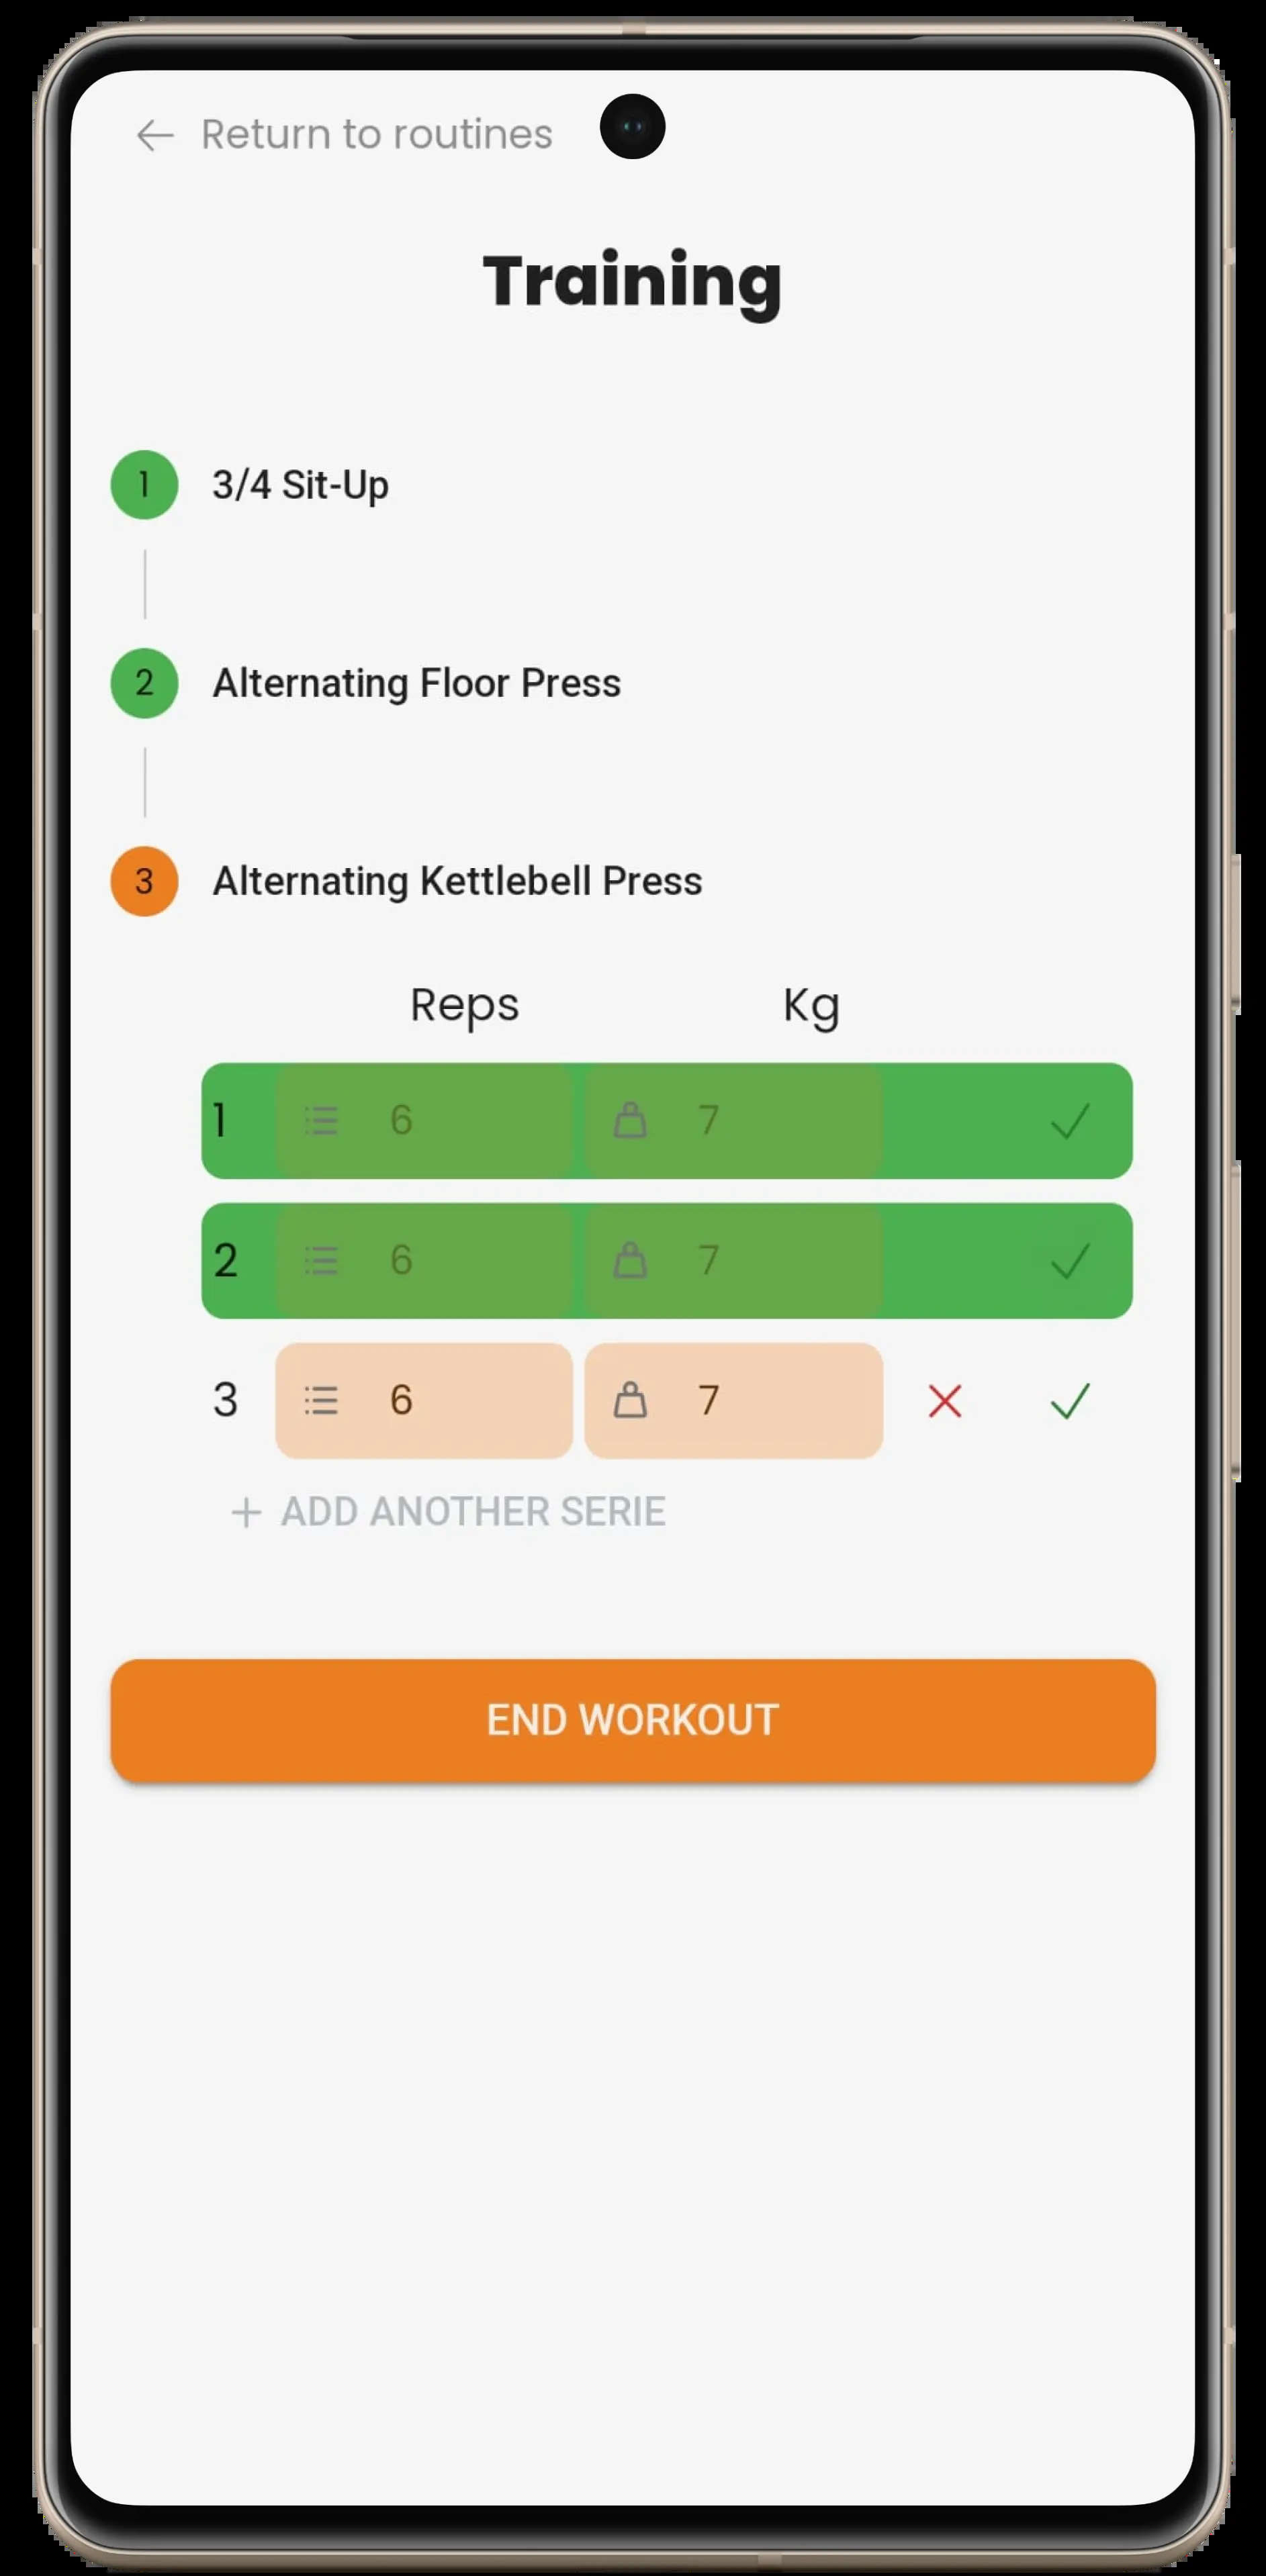 Return to routines
Training
1 3/4 Sit-Up
2 Alternating Floor Press
3 Alternating Kettlebell Press
Reps Kg
1 6 7
2 6 7
3 6 7
+ ADD ANOTHER SERIE
END WORKOUT